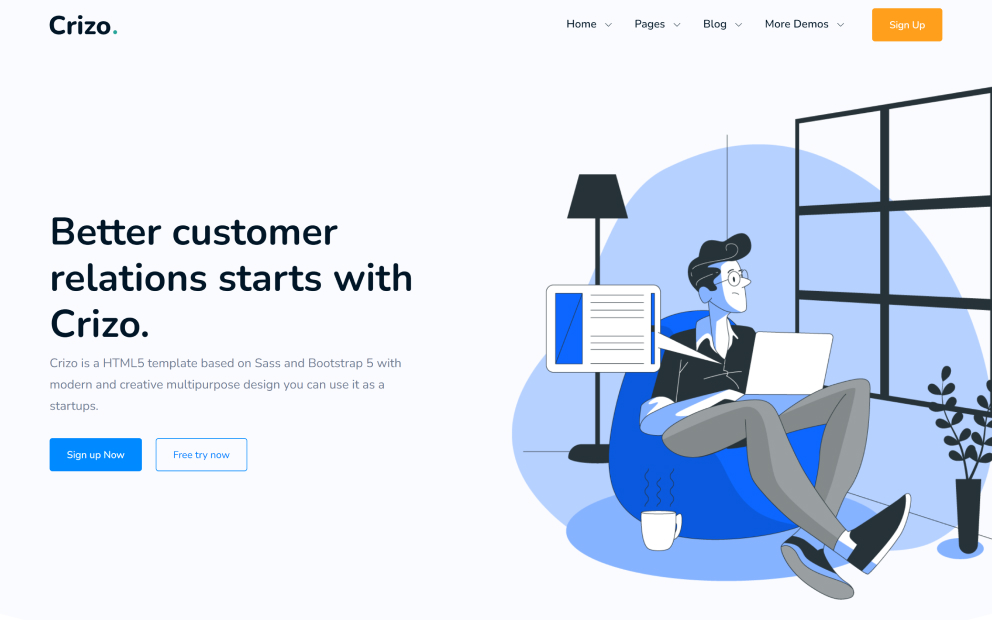 Crizo.
Home
Pages
Blog
More Demos
Sign Up
Better customer
relations starts with
Crizo.
Crizo is a HTML5 template based on Sass and Bootstrap 5 with
modern and creative multipurpose design you can use it as a
startups.
Sign up Now
Free try now